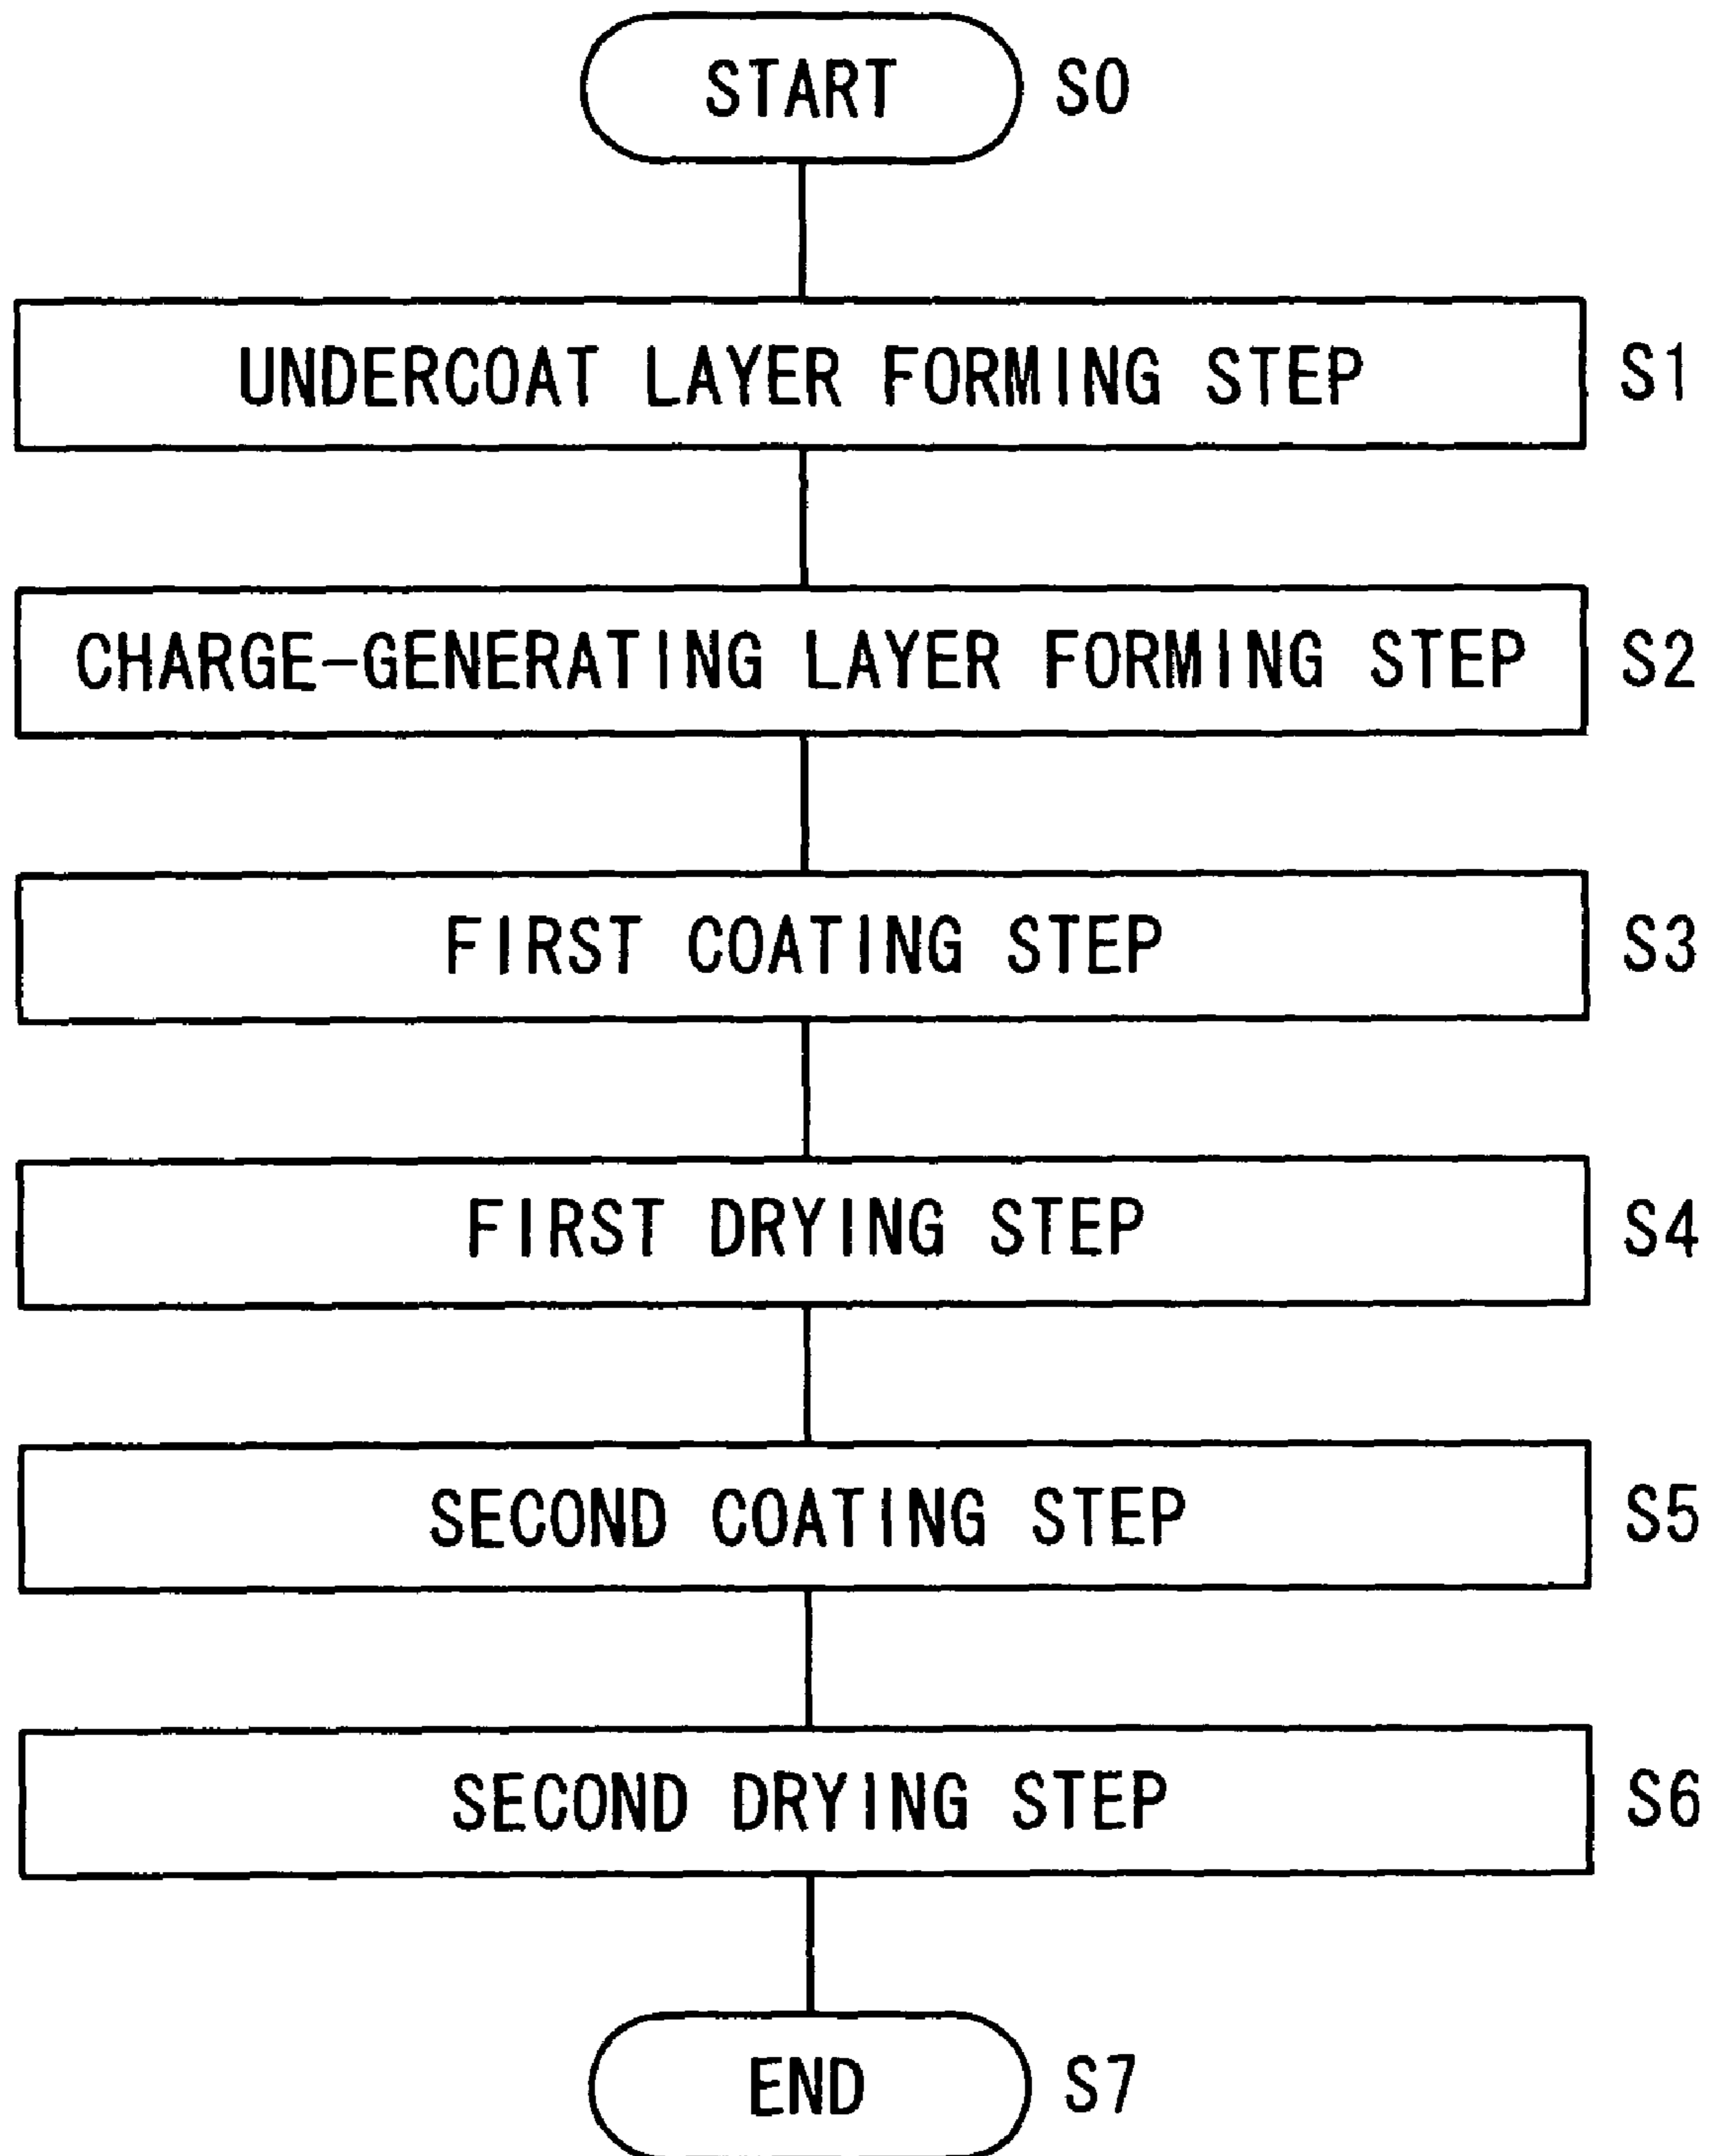 START S0
UNDERCOAT LAYER FORMING STEP S1
CHARGE-GENERATING LAYER FORMING STEP S2
FIRST COATING STEP S3
FIRST DRYING STEP S4
SECOND COATING STEP S5
SECOND DRYING STEP S6
END S7